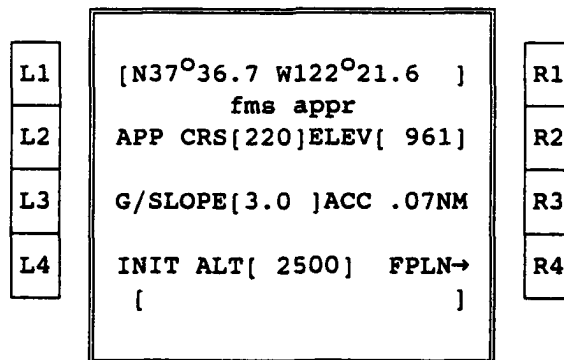 L1 [N37°36.7 W122°21.6 ] R1
fms appr
L2 APP CRS[220]ELEV[ 961] R2
L3 G/SLOPE[3.0 ]ACC .07NM R3
L4 INIT ALT[ 2500] FPLN→ R4
[ ]